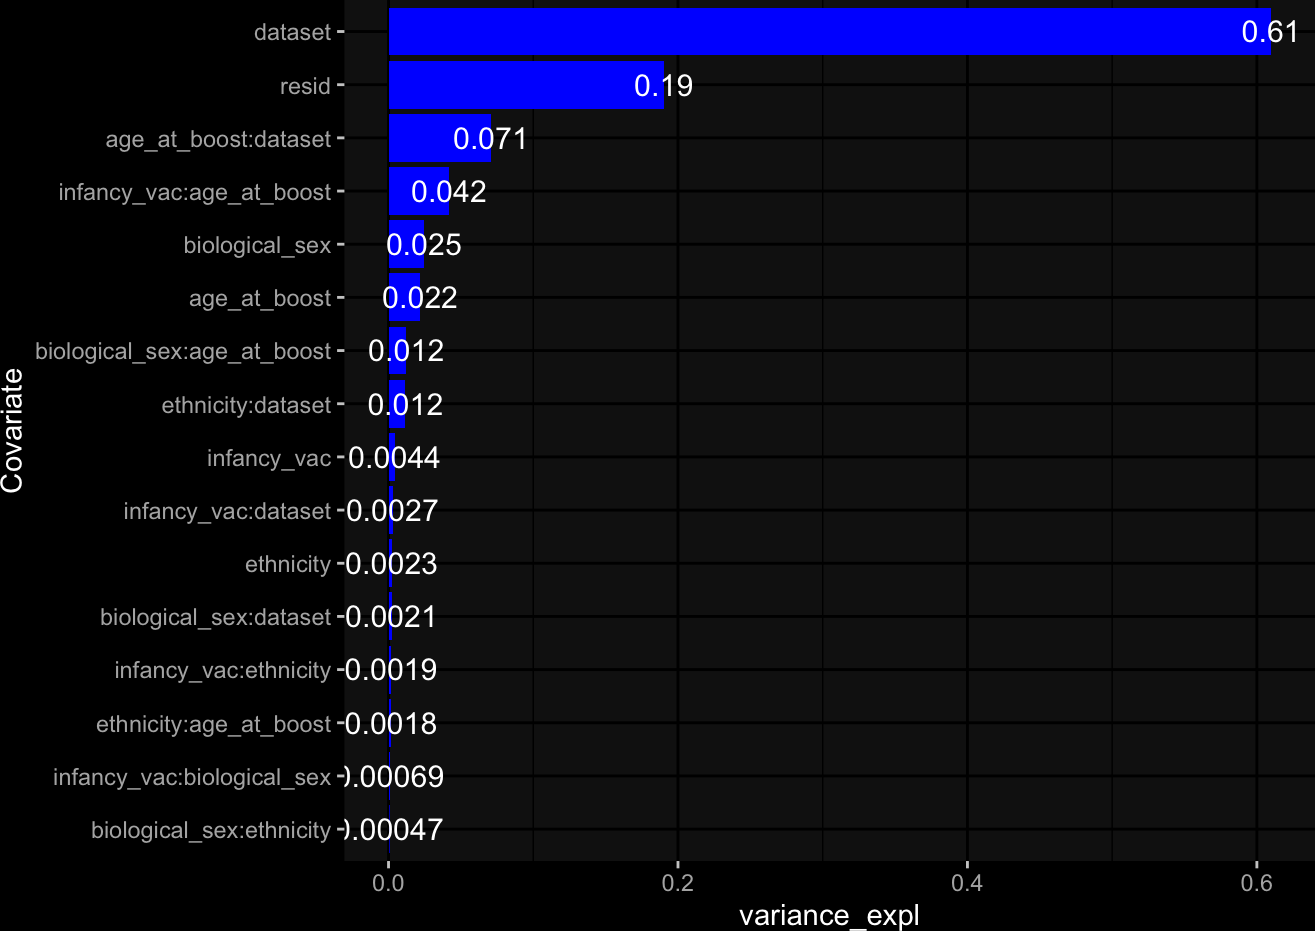 dataset 0.61
resid 0.19
age_at_boost:dataset 0.071
infancy_vac:age_at_boost 0.042
biological_sex 0.025
age_at_boost 0.022
biological_sex:age_at_boost 0.012
ethnicity:dataset 0.012
infancy_vac 0.0044
infancy_vac:dataset 0.0027
ethnicity 0.0023
biological_sex:dataset 0.0021
infancy_vac:ethnicity 0.0019
ethnicity:age_at_boost 0.0018
infancy_vac:biological_sex 0.00069
biological_sex:ethnicity 0.00047
Covariate
0.0 0.2 0.4 0.6
variance_expl